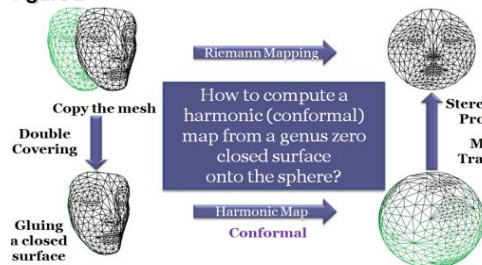 Riemann Mapping
Copy the mesh
Double
Covering
How to compute a
harmonic (conformal)
map from a genus zero
closed surface
onto the sphere?
Gluing
a closed
surface
Harmonic Map
Conformal